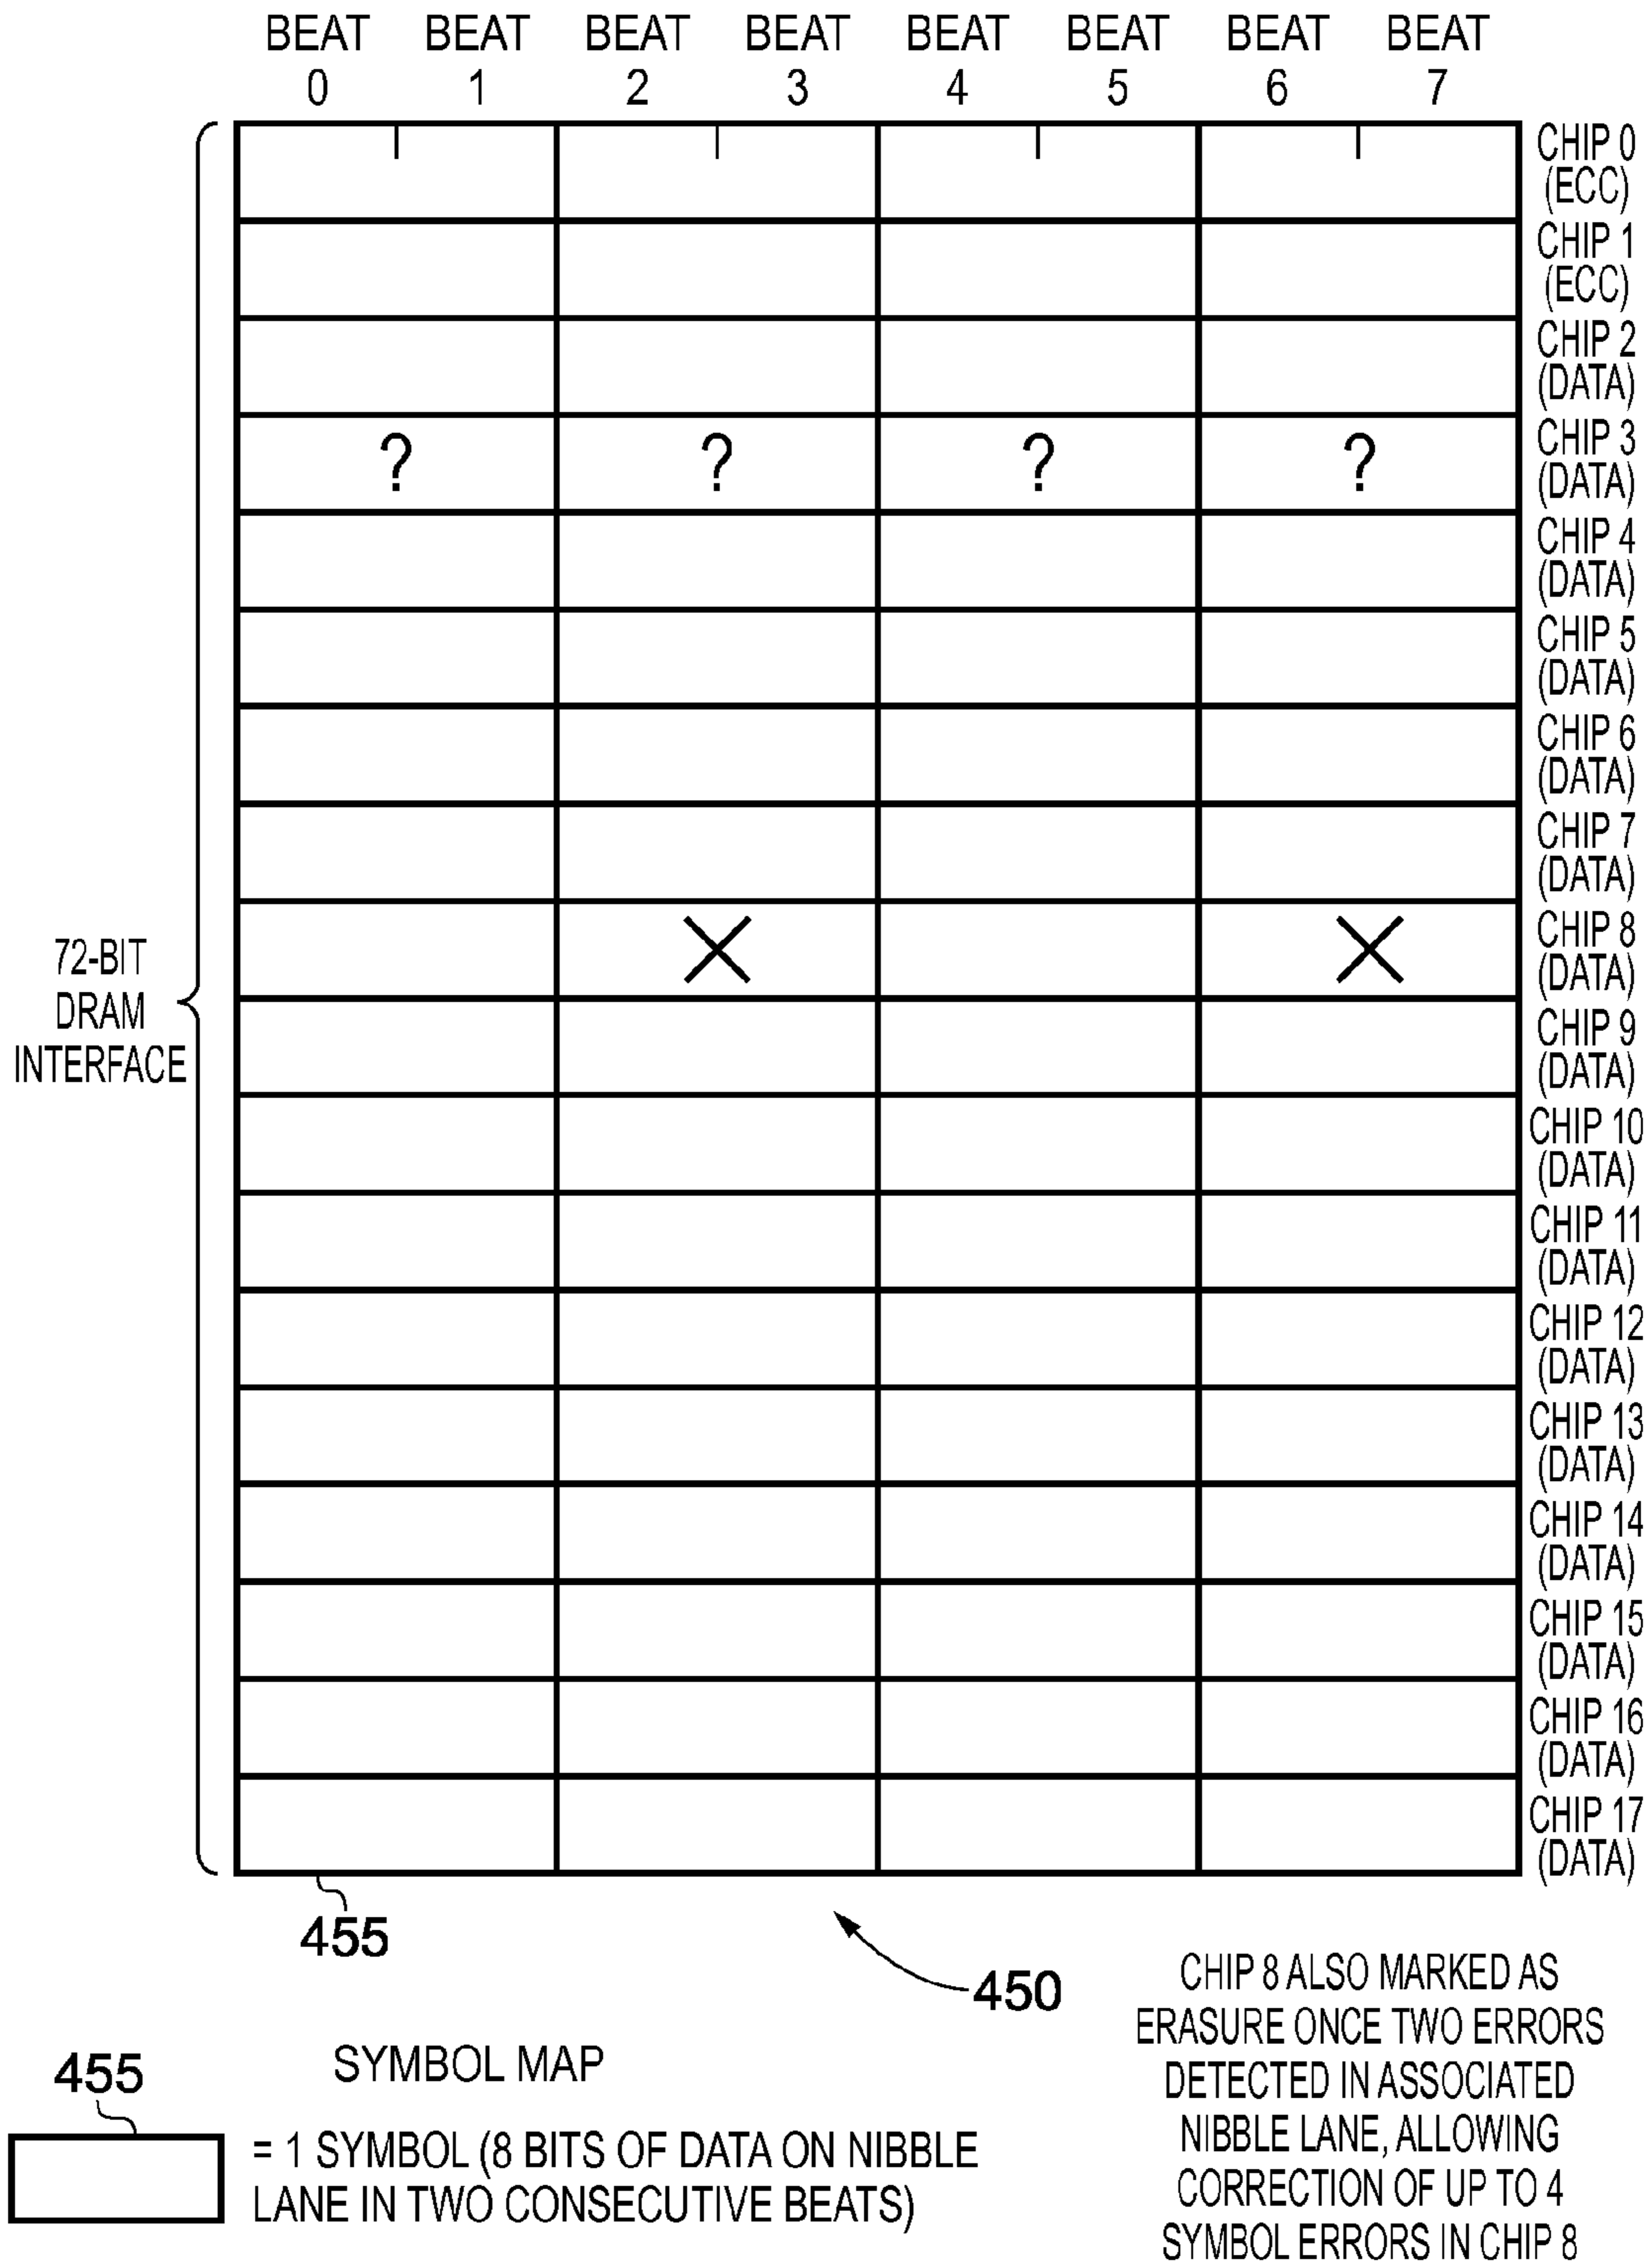 BEAT BEAT BEAT BEAT BEAT BEAT BEAT BEAT
0 1 2 3 4 5 6 7
CHIP 0
(ECC)
CHIP 1
(ECC)
CHIP 2
(DATA)
? ? ? ?
CHIP 3
(DATA)
CHIP 4
(DATA)
CHIP 5
(DATA)
CHIP 6
(DATA)
CHIP 7
(DATA)
CHIP 8
(DATA)
72-BIT
DRAM
INTERFACE
CHIP 9
(DATA)
CHIP 10
(DATA)
CHIP 11
(DATA)
CHIP 12
(DATA)
CHIP 13
(DATA)
CHIP 14
(DATA)
CHIP 15
(DATA)
CHIP 16
(DATA)
CHIP 17
(DATA)
455
450
SYMBOL MAP
455
= 1 SYMBOL (8 BITS OF DATA ON NIBBLE
LANE IN TWO CONSECUTIVE BEATS)
CHIP 8 ALSO MARKED AS
ERASURE ONCE TWO ERRORS
DETECTED IN ASSOCIATED
NIBBLE LANE, ALLOWING
CORRECTION OF UP TO 4
SYMBOL ERRORS IN CHIP 8